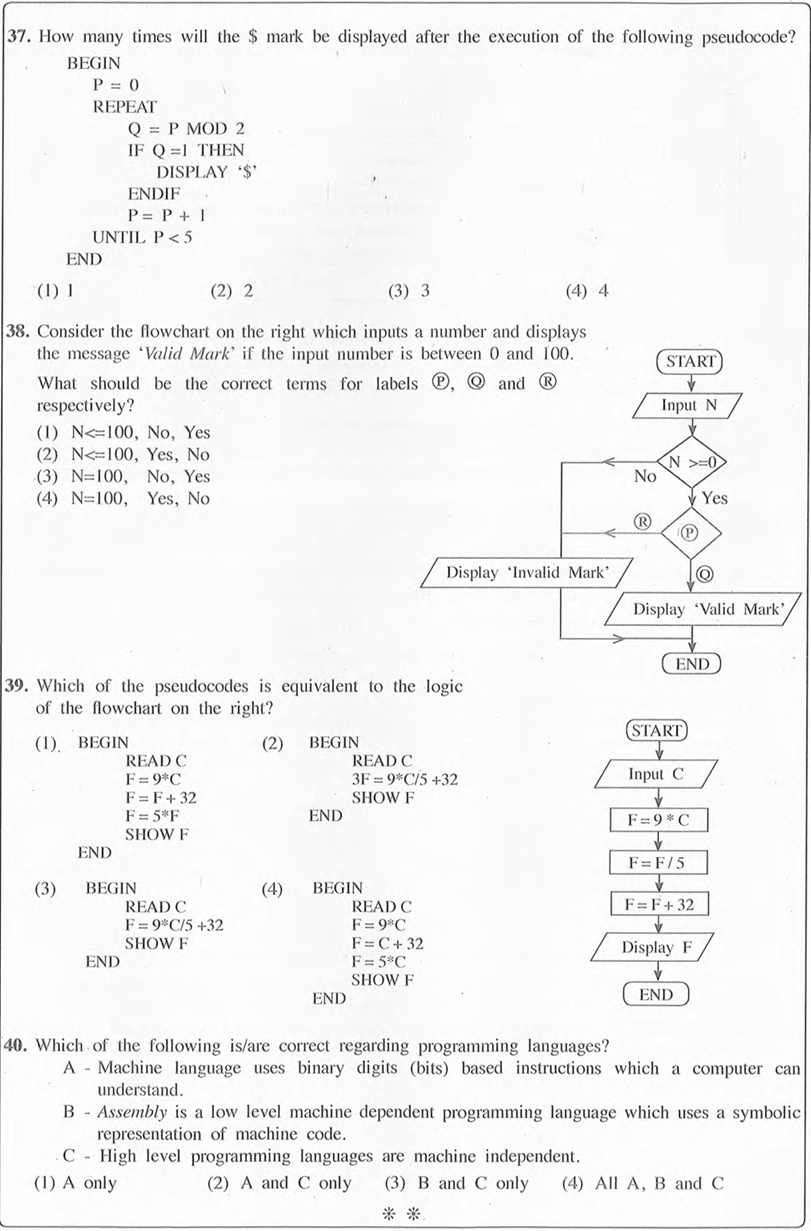 37. How many times will the $ mark be displayed after the execution of the following pseudocode?
BEGIN
P = 0
REPEAT
Q = P MOD 2
IF Q =1 THEN
DISPLAY ‘$’
ENDIF
P = P + 1
UNTIL P < 5
END
(1) 1 (2) 2 (3) 3 (4) 4
38. Consider the flowchart on the right which inputs a number and displays
the message ‘Valid Mark’ if the input number is between 0 and 100.
What should be the correct terms for labels Ⓟ, Ⓠ and Ⓡ
respectively?
(1) N<=100, No, Yes
(2) N<=100, Yes, No
(3) N=100, No, Yes
(4) N=100, Yes, No
START
Input N
N >=0
No
Yes
Ⓡ
Ⓟ
Display ‘Invalid Mark’
Ⓠ
Display ‘Valid Mark’
END
39. Which of the pseudocodes is equivalent to the logic
of the flowchart on the right?
(1) BEGIN
READ C
F = 9*C
F = F + 32
F = 5*F
SHOW F
END
(2) BEGIN
READ C
3F = 9*C/5 +32
SHOW F
END
(3) BEGIN
READ C
F = 9*C/5 +32
SHOW F
END
(4) BEGIN
READ C
F = 9*C
F = C + 32
F = 5*C
SHOW F
END
START
Input C
F = 9 * C
F = F / 5
F = F + 32
Display F
END
40. Which of the following is/are correct regarding programming languages?
A - Machine language uses binary digits (bits) based instructions which a computer can
understand.
B - Assembly is a low level machine dependent programming language which uses a symbolic
representation of machine code.
C - High level programming languages are machine independent.
(1) A only (2) A and C only (3) B and C only (4) All A, B and C
* *